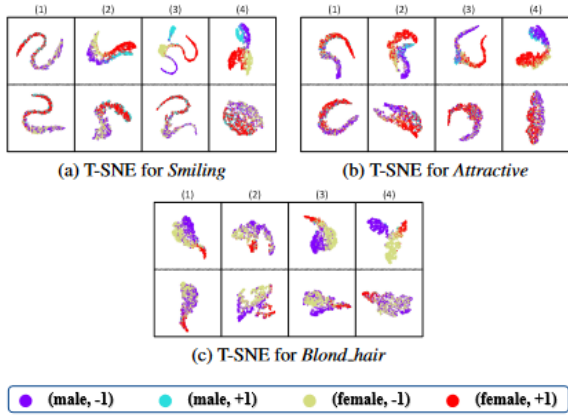 (1) (2) (3) (4) (1) (2) (3) (4)
(a) T-SNE for Smiling (b) T-SNE for Attractive
(1) (2) (3) (4)
(c) T-SNE for Blond_hair
(male, -1) (male, +1) (female, -1) (female, +1)